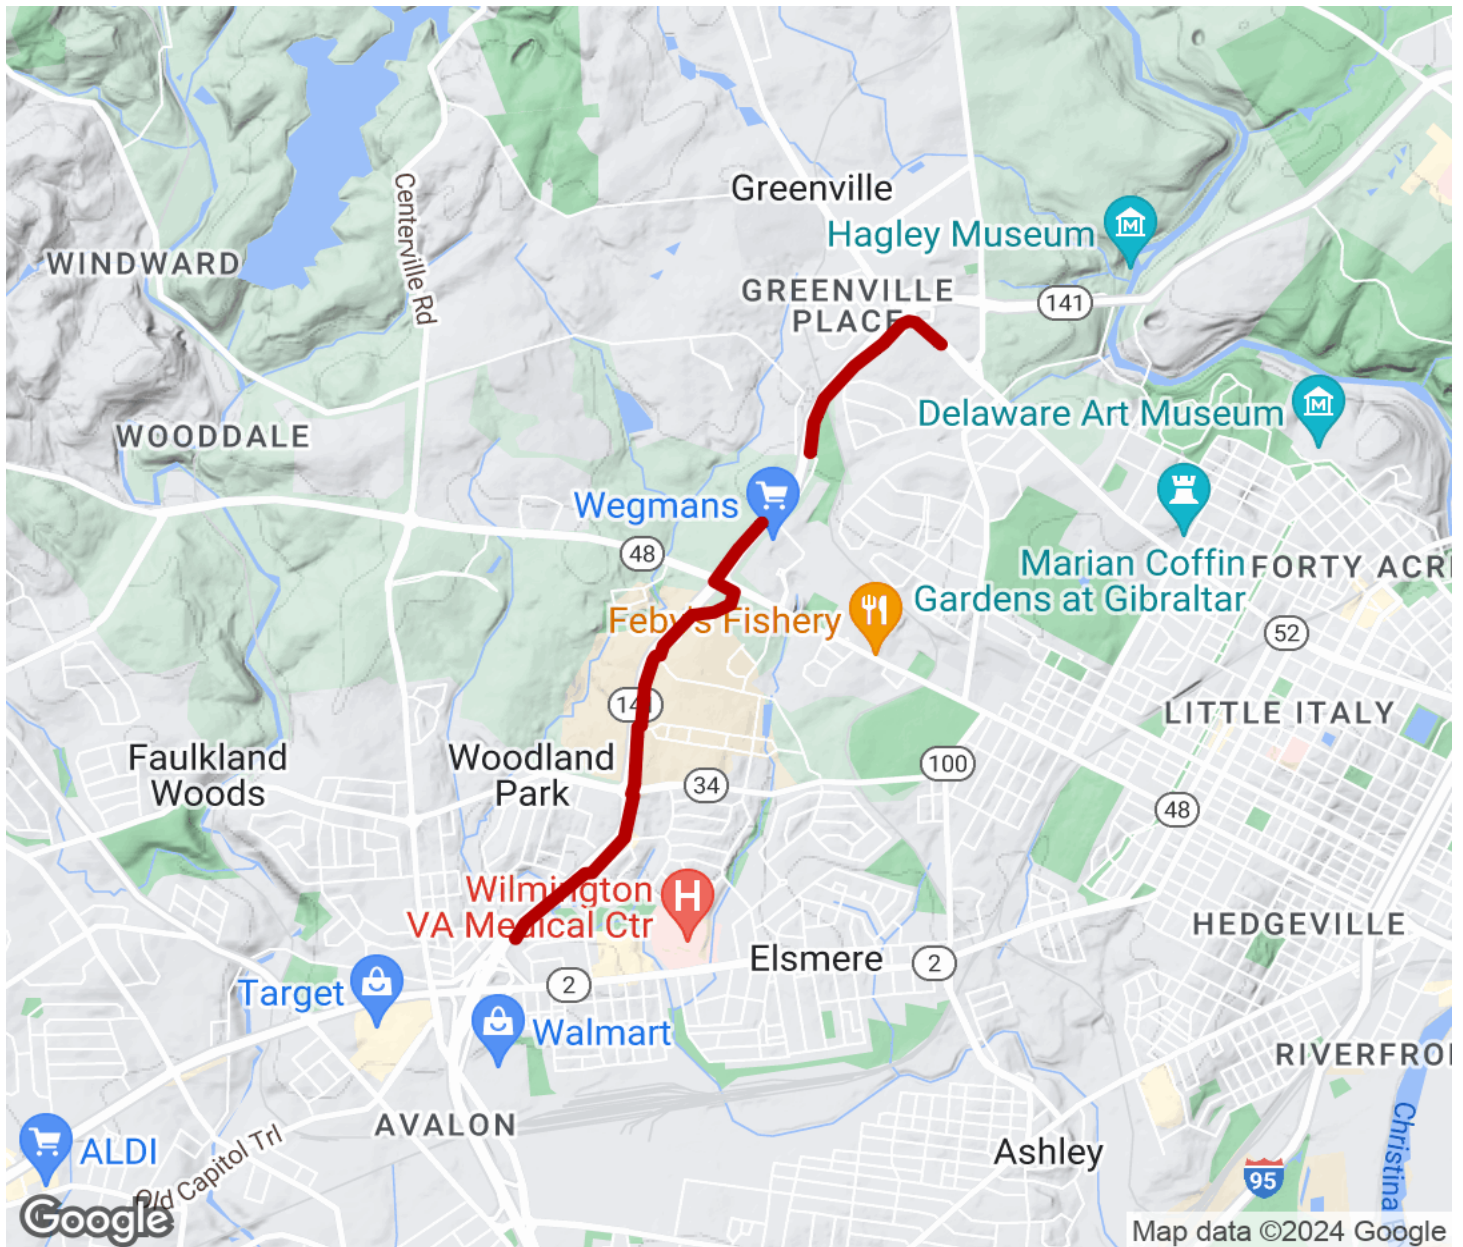 Greenville
Hagley Museum
Centerville Rd
WINDWARD
GREENVILLE
PLACE
141
Delaware Art Museum
WOODDALE
Wegmans
48
Marian Coffin
Gardens at Gibraltar
FORTY ACR
Feby's Fishery
52
141
LITTLE ITALY
Faulkland
Woods
Woodland
Park
100
34
48
Wilmington
VA Medical Ctr
H
HEDGEVILLE
Elsmere
2
Target
2
Walmart
RIVERFRO
AVALON
ALDI
Old Capitol Trl
Ashley
Christina
95
Google
Map data ©2024 Google